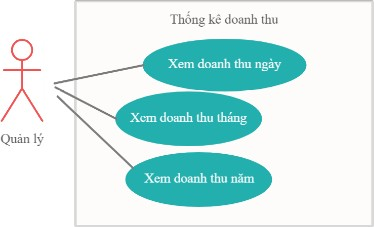 Thống kê doanh thu
Xem doanh thu ngày
Xem doanh thu tháng
Quản lý
Xem doanh thu năm